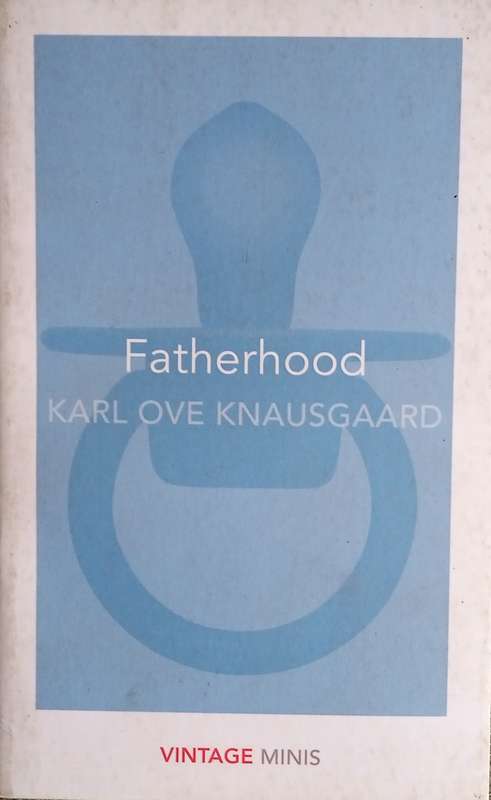 Fatherhood
KARL OVE KNAUSGAARD
VINTAGE MINIS